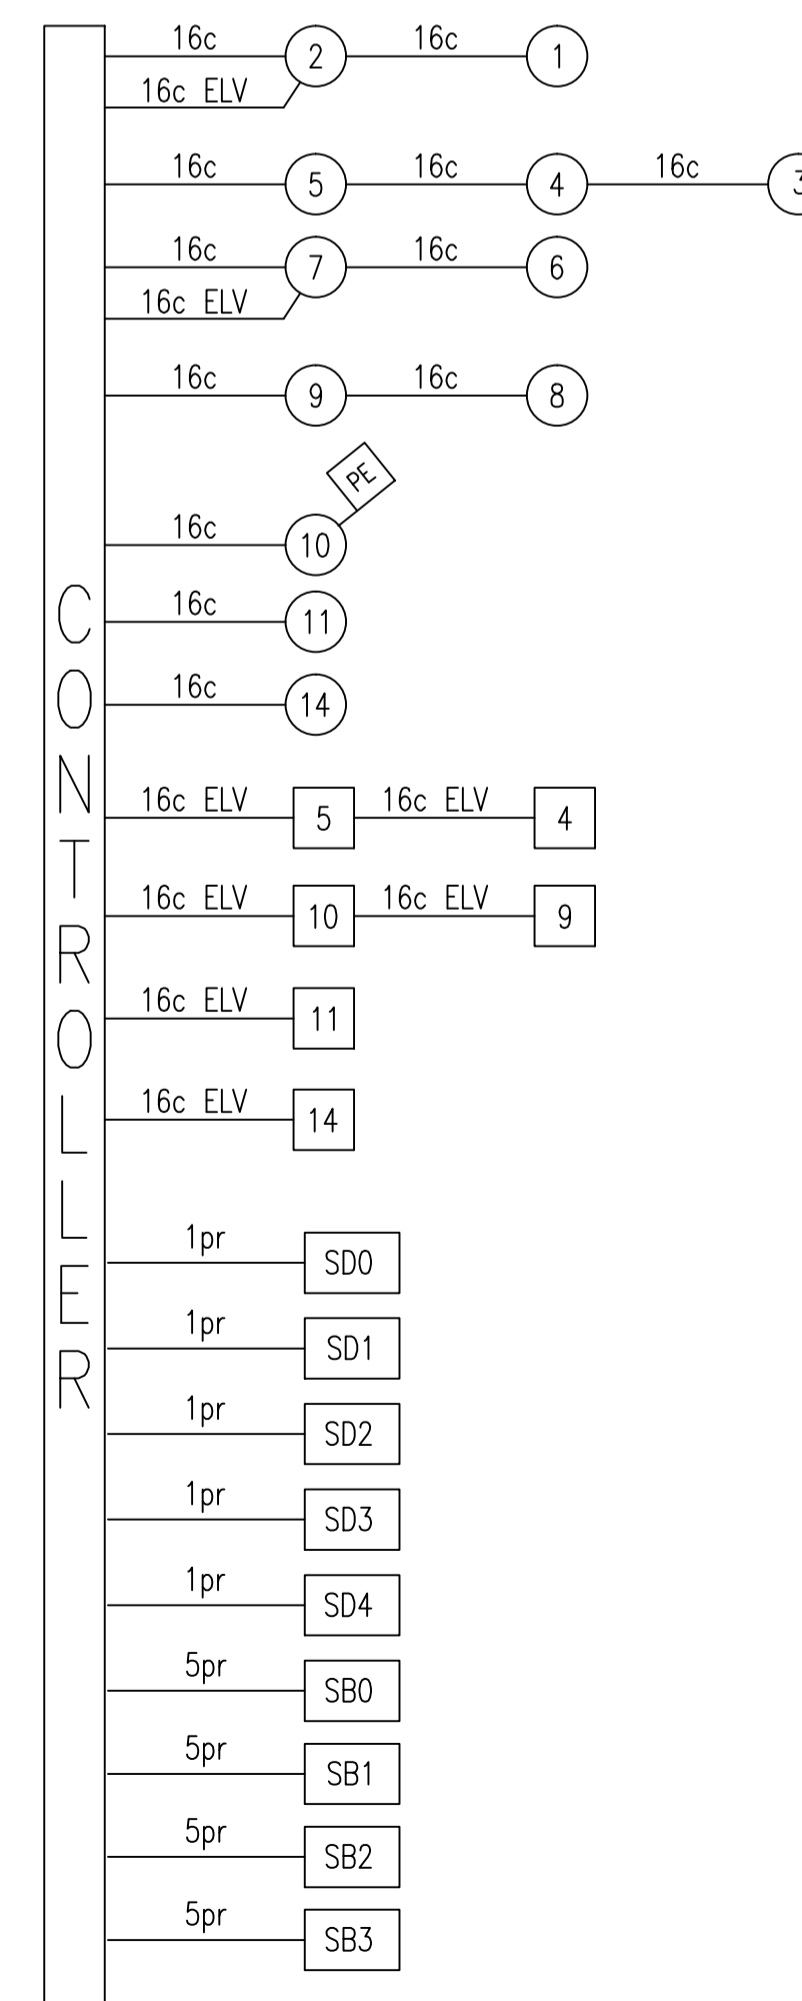 16c 2 16c 1
16c ELV
16c 5 16c 4 16c 3
16c 7 16c 6
16c ELV
16c 9 16c 8
PE
16c 10
16c 11
16c 14
CONTROLLER
16c ELV 5 16c ELV 4
16c ELV 10 16c ELV 9
16c ELV 11
16c ELV 14
1pr SD0
1pr SD1
1pr SD2
1pr SD3
1pr SD4
5pr SB0
5pr SB1
5pr SB2
5pr SB3